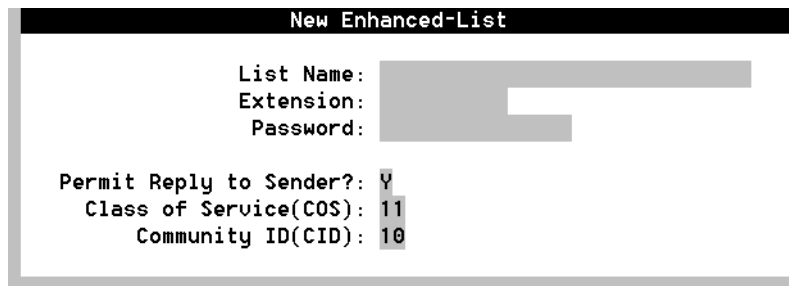 New Enhanced-List
List Name:
Extension:
Password:
Permit Reply to Sender?: Y
Class of Service(COS): 11
Community ID(CID): 10